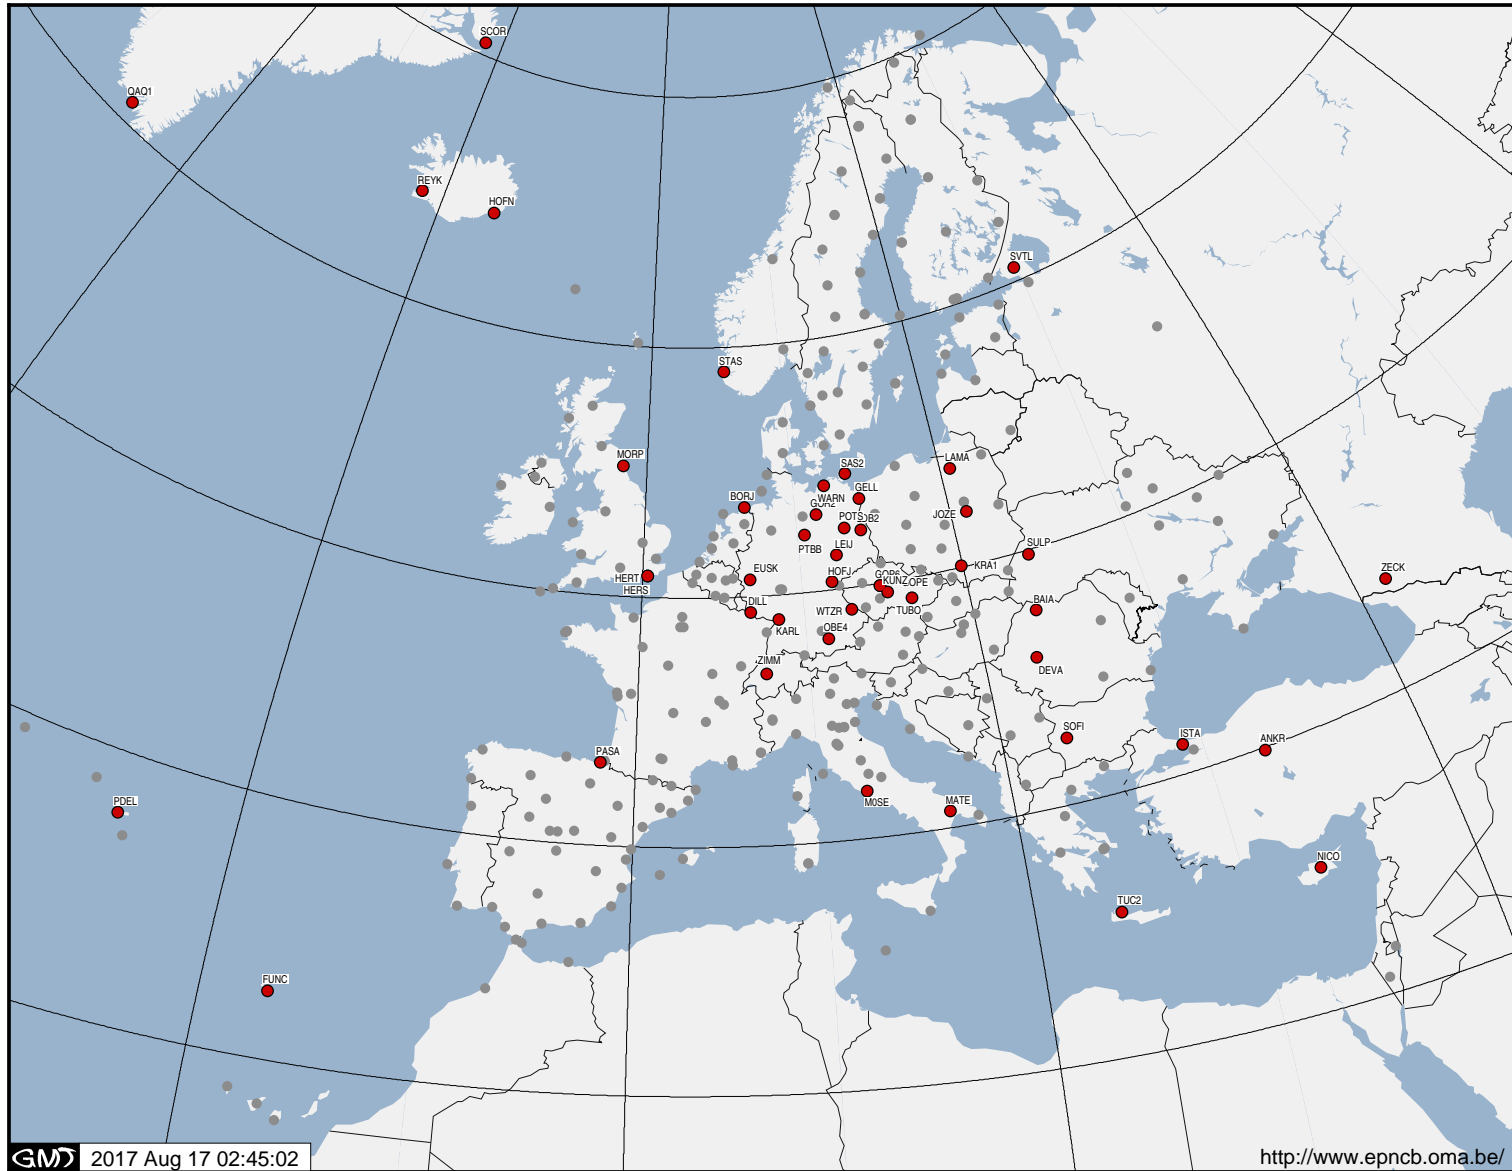 SCOR
QAQ1
REYK
HOFN
SVTL
STAS
MORP
SAS2
LAMA
BORJ
WARN
GELL
POTS
JOZE
PTBB
LEIJ
SULP
KRA1
EUSK
HOFJ
HERT
HERS
KUNZ
ZECK
DILL
WTZR
TUBO
BAIA
KARL
OBE4
ZIMM
DEVA
SOFI
ISTA
ANKR
PASA
PDEL
M0SE
MATE
NICO
TUC2
FUNC
GMT 2017 Aug 17 02:45:02
http://www.epncb.oma.be/